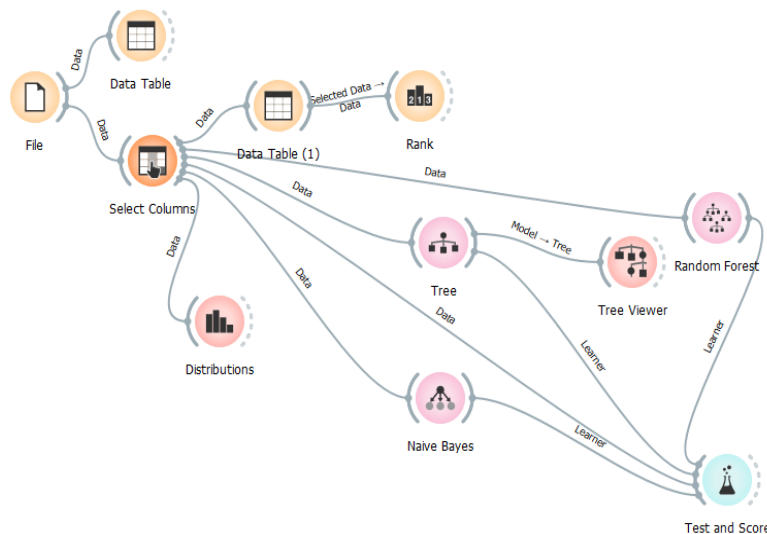 Data
Data Table
File
Data
Select Columns
Data
Data Table (1)
Selected Data →
Data
213
Rank
Data
Random Forest
Data
Tree
Model → Tree
Tree Viewer
Data
Distributions
Data
Naive Bayes
Data
Learner
Learner
Learner
Test and Score